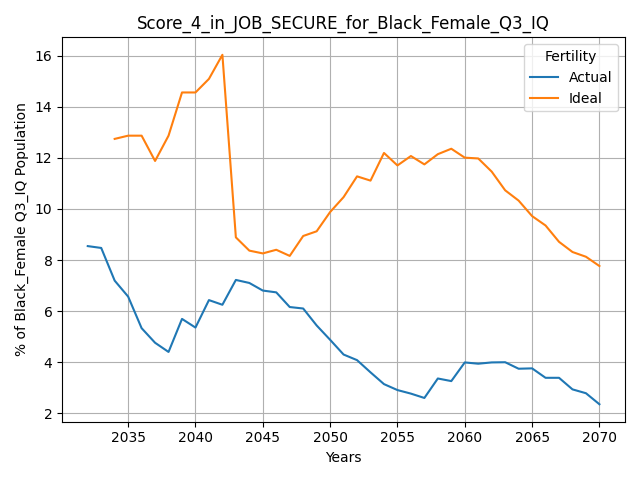 Score_4_in_JOB_SECURE_for_Black_Female_Q3_IQ
Fertility
Actual
Ideal
% of Black_Female Q3_IQ Population
16
14
12
10
8
6
4
2
2035 2040 2045 2050 2055 2060 2065 2070
Years